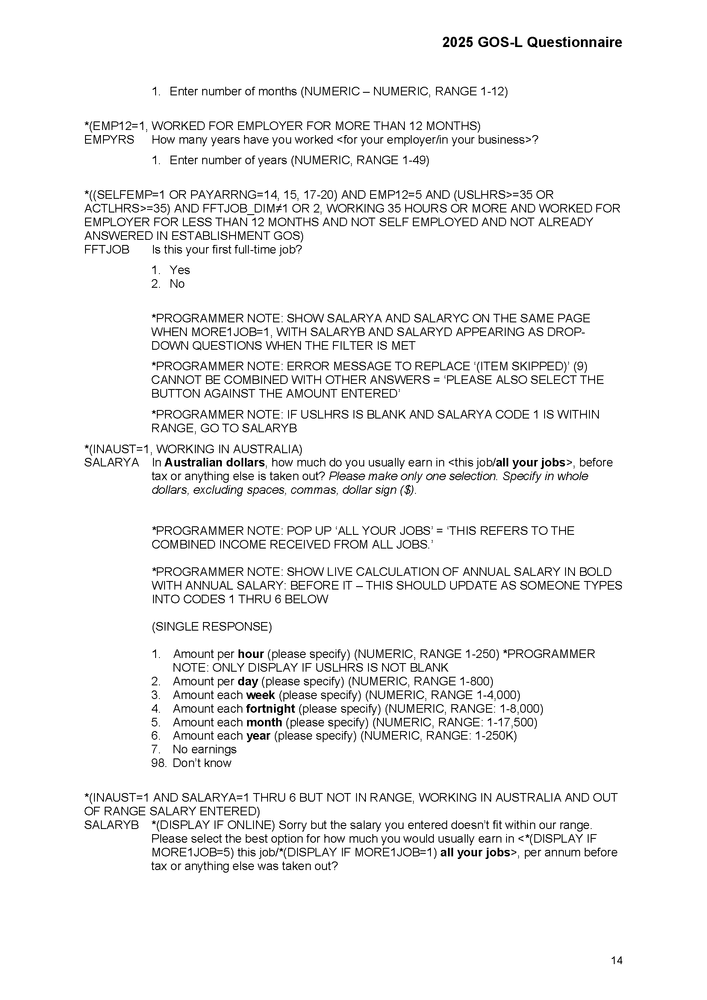 2025 GOS-L Questionnaire
1. Enter number of months (NUMERIC – NUMERIC, RANGE 1-12)
*(EMP12=1, WORKED FOR EMPLOYER FOR MORE THAN 12 MONTHS)
EMPYRS How many years have you worked <for your employer/in your business>?
1. Enter number of years (NUMERIC, RANGE 1-49)
*((SELFEMP=1 OR PAYARRNG=14, 15, 17-20) AND EMP12=5 AND (USLHRS>=35 OR
ACTLHRS>=35) AND FFTJOB_DIM≠1 OR 2, WORKING 35 HOURS OR MORE AND WORKED FOR
EMPLOYER FOR LESS THAN 12 MONTHS AND NOT SELF EMPLOYED AND NOT ALREADY
ANSWERED IN ESTABLISHMENT GOS)
FFTJOB Is this your first full-time job?
1. Yes
2. No
*PROGRAMMER NOTE: SHOW SALARYA AND SALARYC ON THE SAME PAGE
WHEN MORE1JOB=1, WITH SALARYB AND SALARYD APPEARING AS DROP-
DOWN QUESTIONS WHEN THE FILTER IS MET
*PROGRAMMER NOTE: ERROR MESSAGE TO REPLACE ‘(ITEM SKIPPED)’ (9)
CANNOT BE COMBINED WITH OTHER ANSWERS = ‘PLEASE ALSO SELECT THE
BUTTON AGAINST THE AMOUNT ENTERED’
*PROGRAMMER NOTE: IF USLHRS IS BLANK AND SALARYA CODE 1 IS WITHIN
RANGE, GO TO SALARYB
*(INAUST=1, WORKING IN AUSTRALIA)
SALARYA In Australian dollars, how much do you usually earn in <this job/all your jobs>, before
tax or anything else is taken out? Please make only one selection. Specify in whole
dollars, excluding spaces, commas, dollar sign ($).
*PROGRAMMER NOTE: POP UP ‘ALL YOUR JOBS’ = ‘THIS REFERS TO THE
COMBINED INCOME RECEIVED FROM ALL JOBS.’
*PROGRAMMER NOTE: SHOW LIVE CALCULATION OF ANNUAL SALARY IN BOLD
WITH ANNUAL SALARY: BEFORE IT – THIS SHOULD UPDATE AS SOMEONE TYPES
INTO CODES 1 THRU 6 BELOW
(SINGLE RESPONSE)
1. Amount per hour (please specify) (NUMERIC, RANGE 1-250) *PROGRAMMER
NOTE: ONLY DISPLAY IF USLHRS IS NOT BLANK
2. Amount per day (please specify) (NUMERIC, RANGE 1-800)
3. Amount each week (please specify) (NUMERIC, RANGE 1-4,000)
4. Amount each fortnight (please specify) (NUMERIC, RANGE: 1-8,000)
5. Amount each month (please specify) (NUMERIC, RANGE: 1-17,500)
6. Amount each year (please specify) (NUMERIC, RANGE: 1-250K)
7. No earnings
98. Don’t know
*(INAUST=1 AND SALARYA=1 THRU 6 BUT NOT IN RANGE, WORKING IN AUSTRALIA AND OUT
OF RANGE SALARY ENTERED)
SALARYB *(DISPLAY IF ONLINE) Sorry but the salary you entered doesn’t fit within our range.
Please select the best option for how much you would usually earn in <*(DISPLAY IF
MORE1JOB=5) this job/*(DISPLAY IF MORE1JOB=1) all your jobs>, per annum before
tax or anything else was taken out?
14